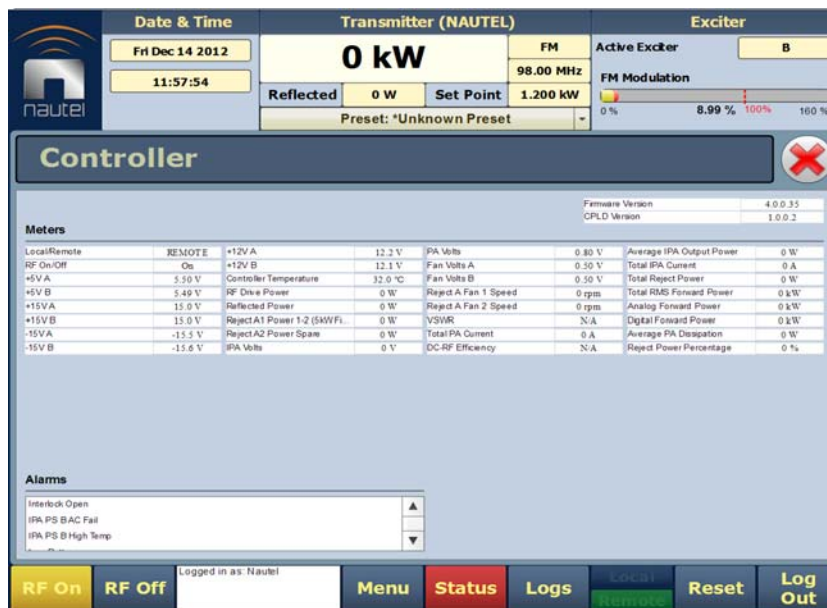 nautel
Date & Time
Fri Dec 14 2012
11:57:54
Transmitter (NAUTEL)
0 kW
FM
98.00 MHz
Reflected 0 W Set Point 1.200 kW
Preset: *Unknown Preset
Exciter
Active Exciter B
FM Modulation
0 % 8.99 % 100% 160 %
Controller
Firmware Version 4.0.0.35
CPLD Version 1.0.0.2
Meters
Local/Remote REMOTE +12V A 12.2 V PA Volts 0.80 V Average IPA Output Power 0 W
RF On/Off On +12V B 12.1 V Fan Volts A 0.50 V Total IPA Current 0 A
+5V A 5.50 V Controller Temperature 32.0 °C Fan Volts B 0.50 V Total Reject Power 0 W
+5V B 5.49 V RF Drive Power 0 W Reject A Fan 1 Speed 0 rpm Total RMS Forward Power 0 kW
+15V A 15.0 V Reflected Power 0 W Reject A Fan 2 Speed 0 rpm Analog Forward Power 0 kW
+15V B 15.0 V Reject A1 Power 1-2 (5kW Fi... 0 W VSWR N/A Digital Forward Power 0 kW
-15V A -15.5 V Reject A2 Power Spare 0 W Total PA Current 0 A Average PA Dissipation 0 W
-15V B -15.6 V IPA Volts 0 V DC-RF Efficiency N/A Reject Power Percentage 0 %
Alarms
Interlock Open
IPA PS B AC Fail
IPA PS B High Temp
RF On RF Off Logged in as: Nautel Menu Status Logs Local Remote Reset Log Out